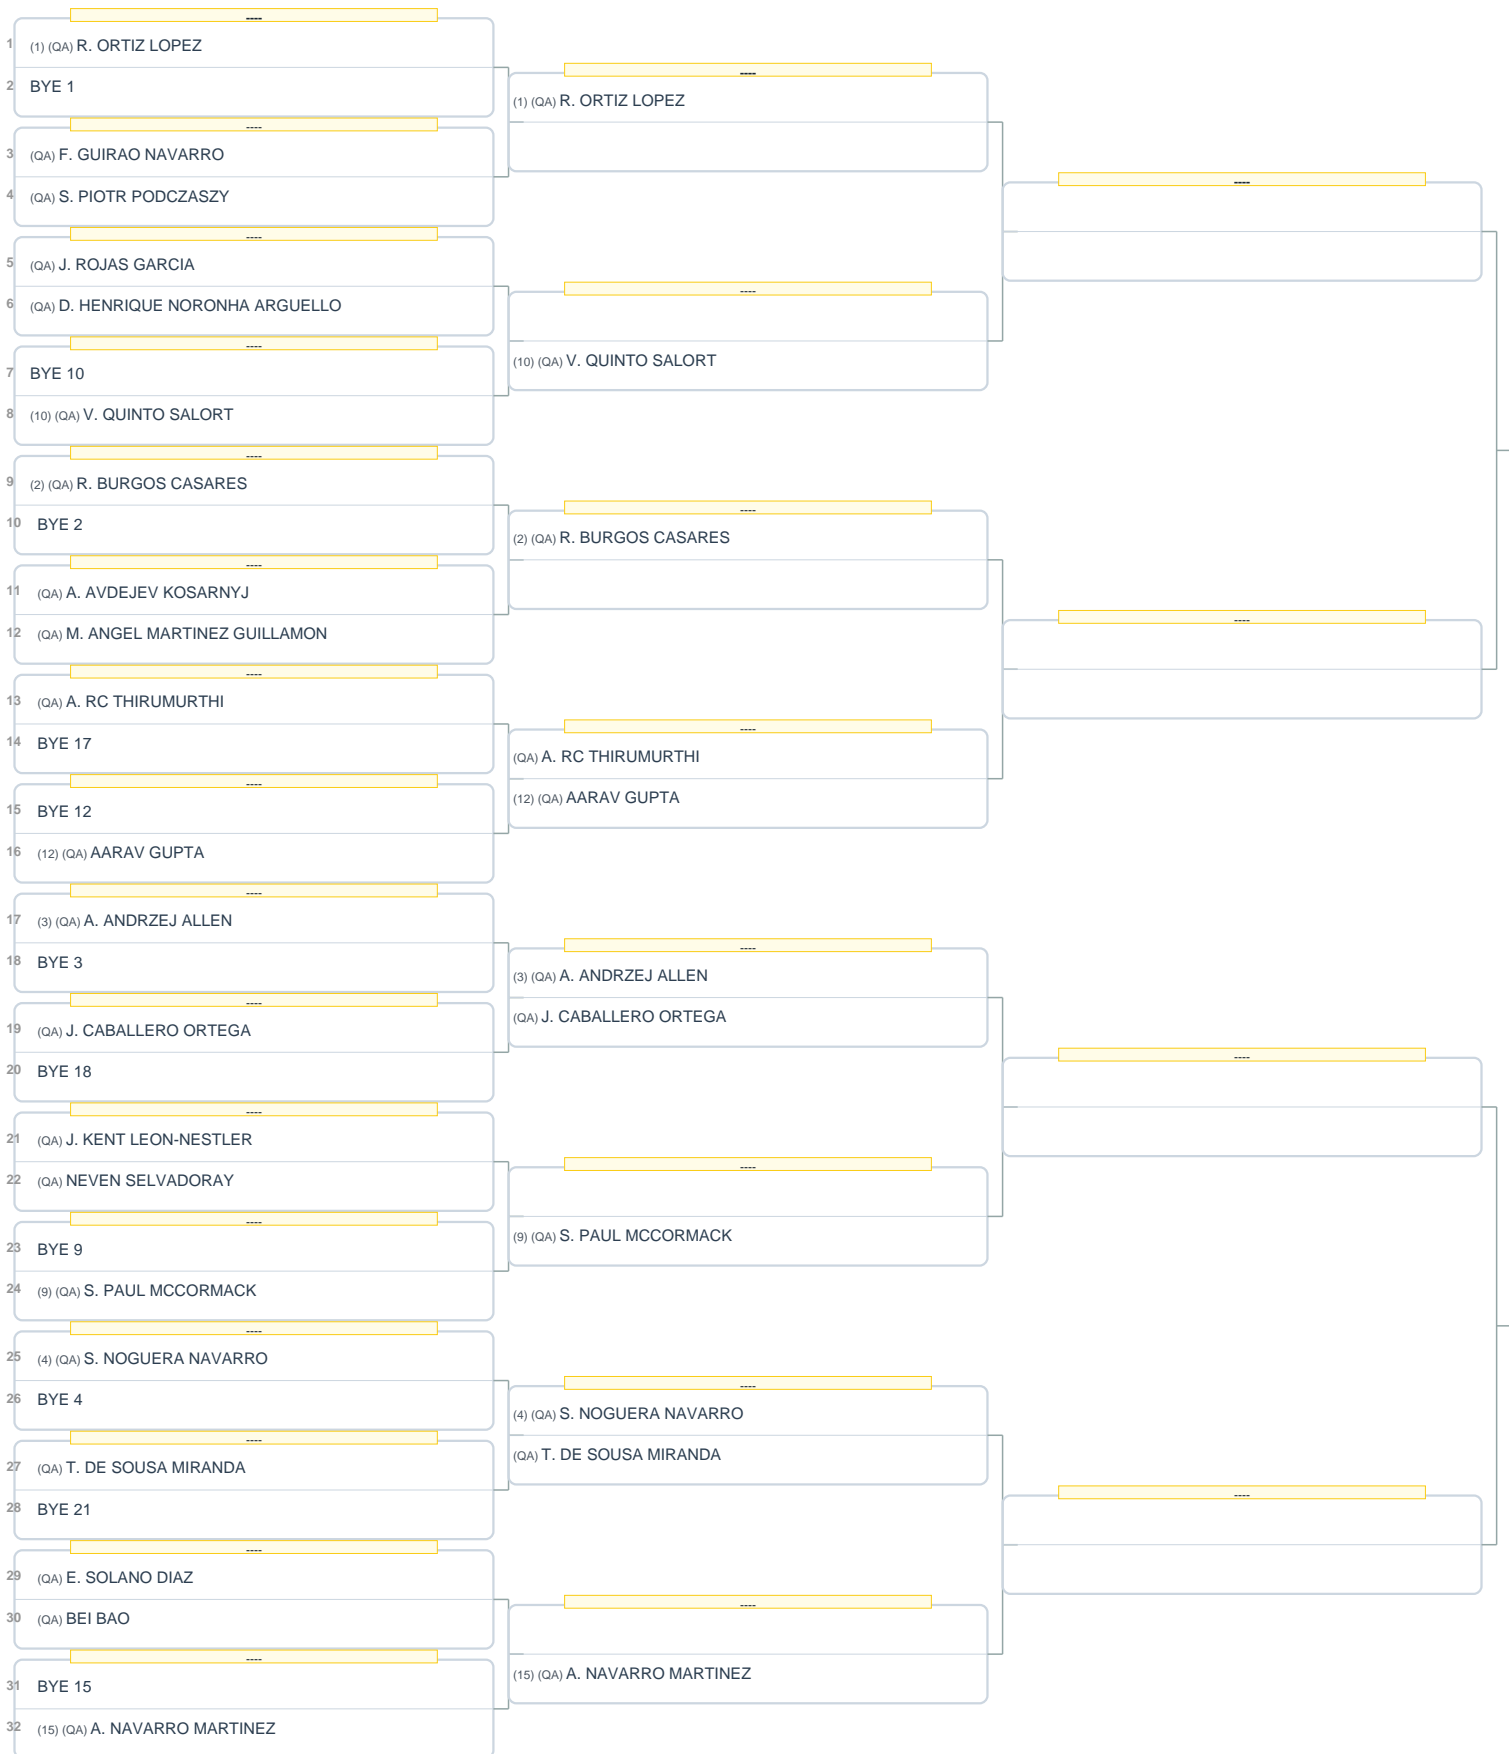 ----
1 (1) (QA) R. ORTIZ LOPEZ
2 BYE 1
----
3 (QA) F. GUIRAO NAVARRO
4 (QA) S. PIOTR PODCZASZY
----
5 (QA) J. ROJAS GARCIA
6 (QA) D. HENRIQUE NORONHA ARGUELLO
----
7 BYE 10
8 (10) (QA) V. QUINTO SALORT
----
9 (2) (QA) R. BURGOS CASARES
10 BYE 2
----
11 (QA) A. AVDEJEV KOSARNYJ
12 (QA) M. ANGEL MARTINEZ GUILLAMON
----
13 (QA) A. RC THIRUMURTHI
14 BYE 17
----
15 BYE 12
16 (12) (QA) AARAV GUPTA
----
17 (3) (QA) A. ANDRZEJ ALLEN
18 BYE 3
----
19 (QA) J. CABALLERO ORTEGA
20 BYE 18
----
21 (QA) J. KENT LEON-NESTLER
22 (QA) NEVEN SELVADORAY
----
23 BYE 9
24 (9) (QA) S. PAUL MCCORMACK
----
25 (4) (QA) S. NOGUERA NAVARRO
26 BYE 4
----
27 (QA) T. DE SOUSA MIRANDA
28 BYE 21
----
29 (QA) E. SOLANO DIAZ
30 (QA) BEI BAO
----
31 BYE 15
32 (15) (QA) A. NAVARRO MARTINEZ
----
(1) (QA) R. ORTIZ LOPEZ
----
(10) (QA) V. QUINTO SALORT
----
(2) (QA) R. BURGOS CASARES
----
(QA) A. RC THIRUMURTHI
(12) (QA) AARAV GUPTA
----
(3) (QA) A. ANDRZEJ ALLEN
(QA) J. CABALLERO ORTEGA
----
(9) (QA) S. PAUL MCCORMACK
----
(4) (QA) S. NOGUERA NAVARRO
(QA) T. DE SOUSA MIRANDA
----
(15) (QA) A. NAVARRO MARTINEZ
----
----
----
----